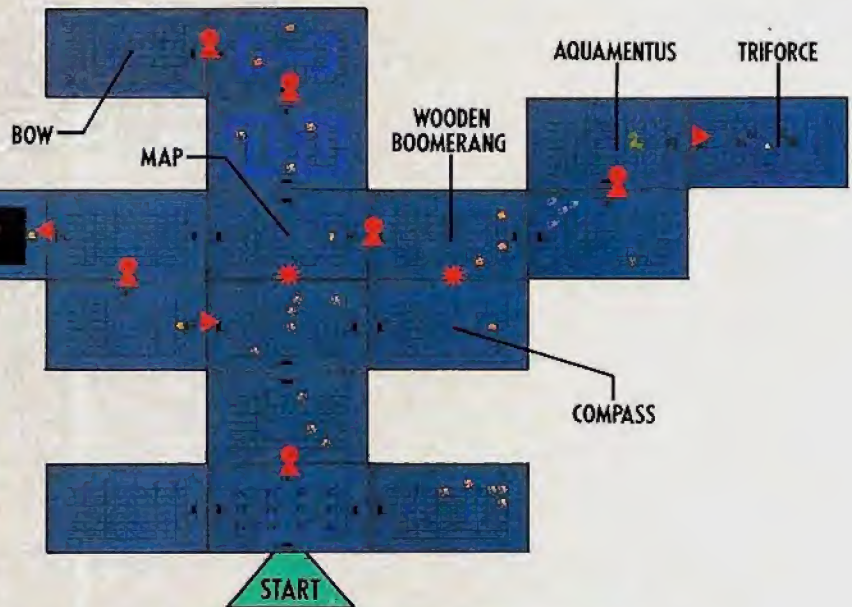 AQUAMENTUS
TRIFORCE
WOODEN
BOOMERANG
BOW
MAP
COMPASS
START